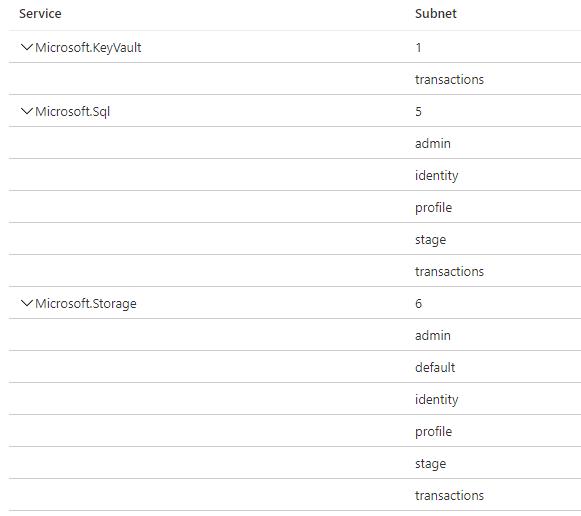 Service Subnet
Microsoft.KeyVault 1
transactions
Microsoft.Sql 5
admin
identity
profile
stage
transactions
Microsoft.Storage 6
admin
default
identity
profile
stage
transactions